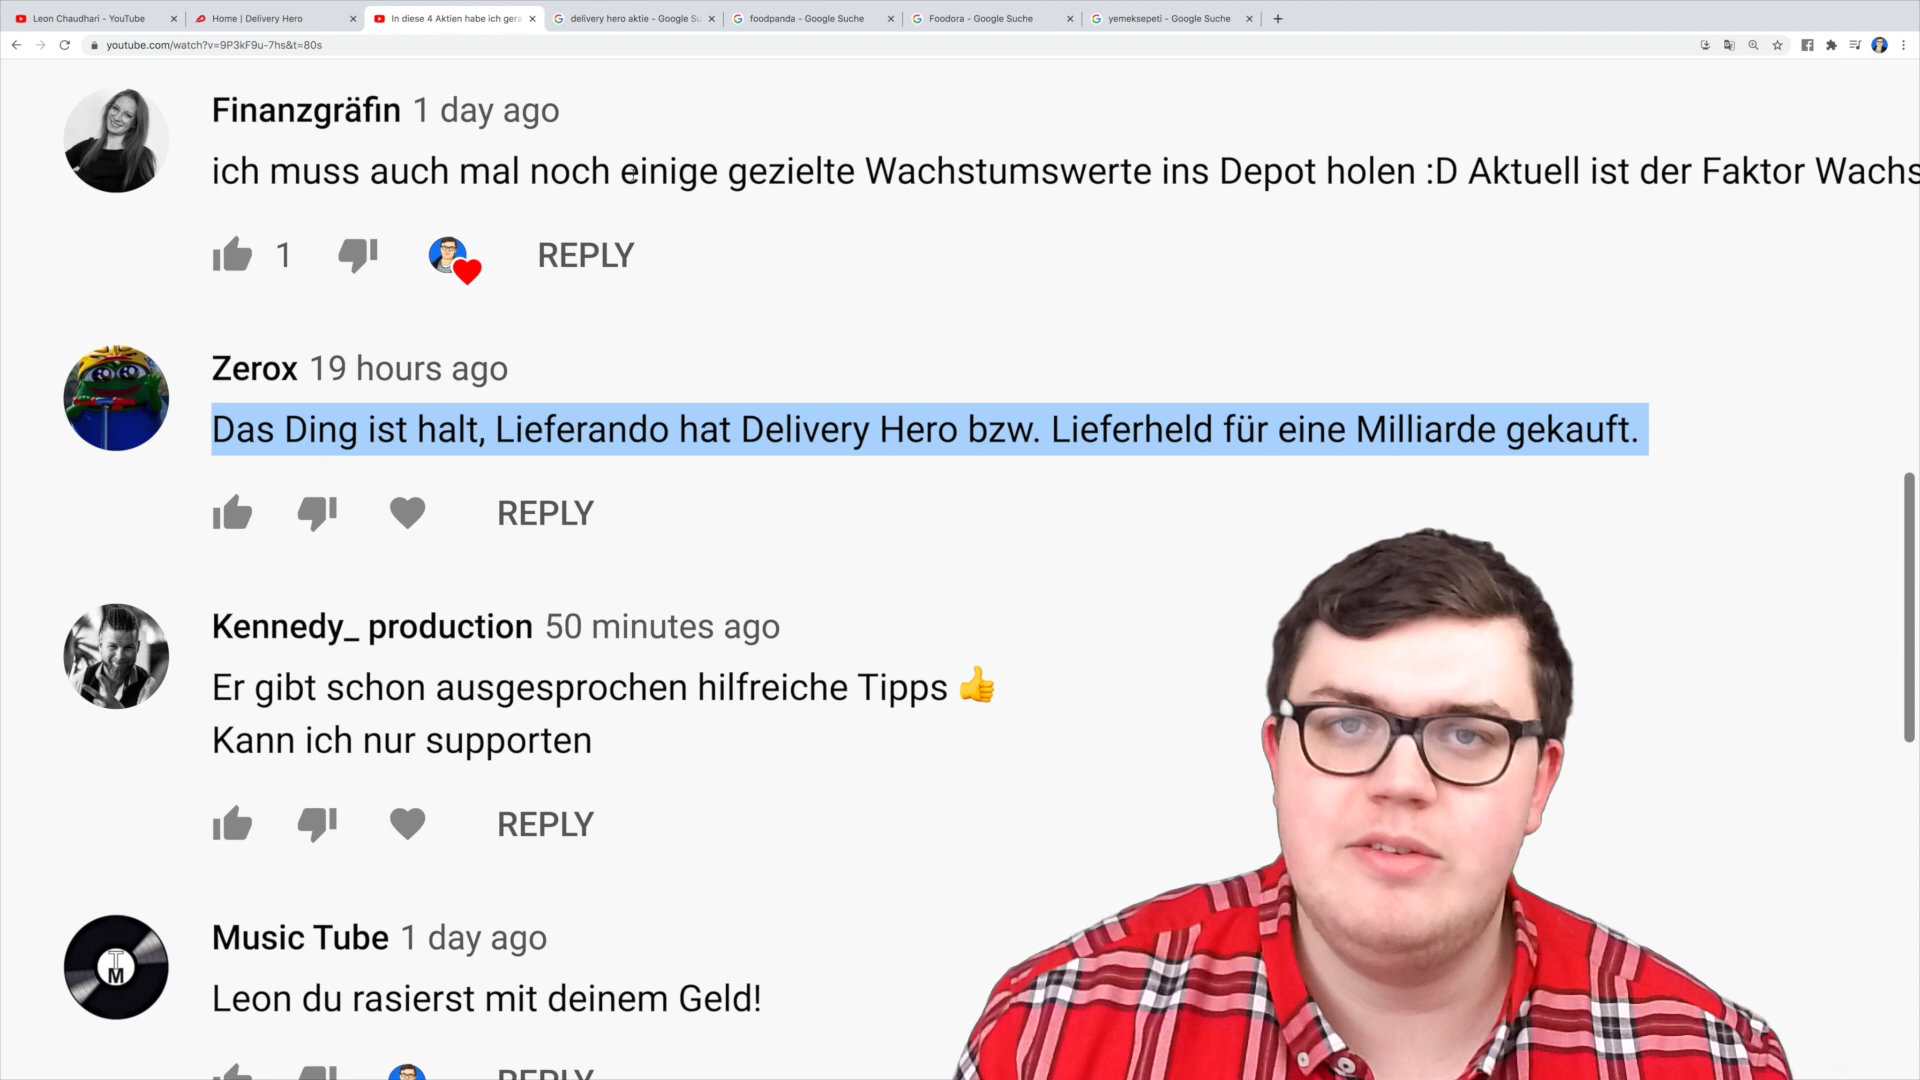 Leon Chaudhari - YouTube
Home | Delivery Hero
In diese 4 Aktien habe ich gera
delivery hero aktie - Google Su
foodpanda - Google Suche
Foodora - Google Suche
yemeksepeti - Google Suche
youtube.com/watch?v=9P3kF9u-7hs&t=80s
Finanzgräfin 1 day ago
ich muss auch mal noch einige gezielte Wachstumswerte ins Depot holen :D Aktuell ist der Faktor Wachs
1
REPLY
Zerox 19 hours ago
Das Ding ist halt, Lieferando hat Delivery Hero bzw. Lieferheld für eine Milliarde gekauft.
REPLY
Kennedy_ production 50 minutes ago
Er gibt schon ausgesprochen hilfreiche Tipps 👍
Kann ich nur supporten
REPLY
Music Tube 1 day ago
Leon du rasierst mit deinem Geld!
REPLY
TM